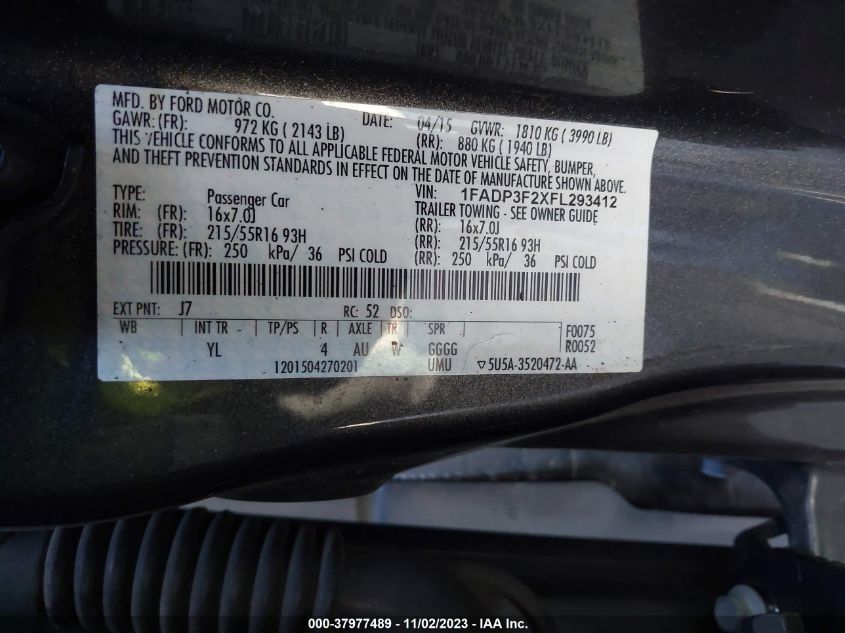 MFD. BY FORD MOTOR CO. DATE: 04/15 GVWR: 1810 KG ( 3990 LB)
GAWR: (FR) 972 KG ( 2143 LB) (RR): 880 KG ( 1940 LB)
THIS VEHICLE CONFORMS TO ALL APPLICABLE FEDERAL MOTOR VEHICLE SAFETY, BUMPER,
AND THEFT PREVENTION STANDARDS IN EFFECT ON THE DATE OF MANUFACTURE SHOWN ABOVE.
VIN: 1FADP3F2XFL293412
TYPE: Passenger Car TRAILER TOWING - SEE OWNER GUIDE
RIM: (FR) 16x7.0J (RR) : 16x7.0J
TIRE: (FR) 215/55R16 93H (RR) : 215/55R16 93H
PRESSURE: (FR) 250 kPa/ 36 PSI COLD (RR): 250 kPa/ 36 PSI COLD
EXT PNT: J7 RC: 52 DSO:
WB INT TR TP/PS R AXLE TR SPR F0075
YL 4 AU W GGGG R0052
1201504270201 UMU ▽5U5A-3520472-AA
000-37977489 - 11/02/2023 - IAA Inc.